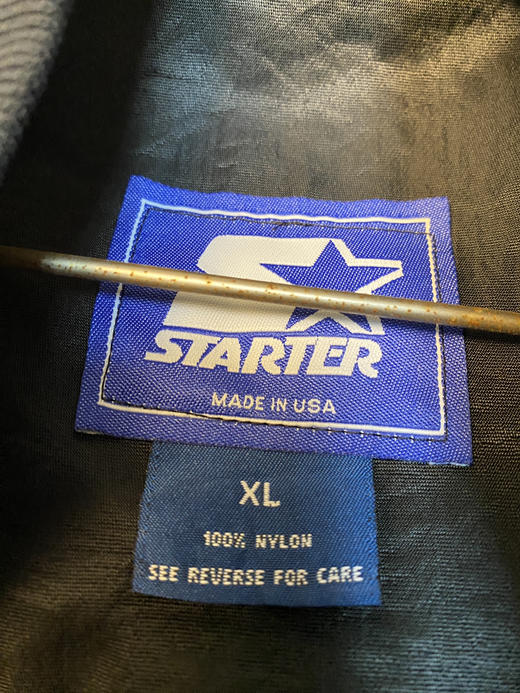 STARTER
MADE IN USA
XL
100% NYLON
SEE REVERSE FOR CARE